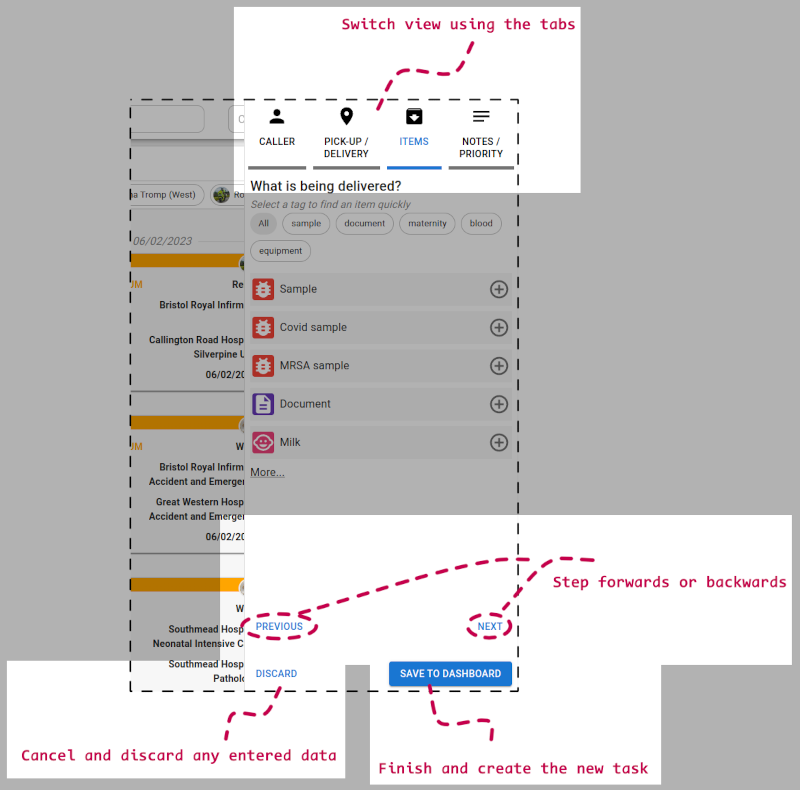 Switch view using the tabs
C
CALLER
PICK-UP /
DELIVERY
ITEMS
NOTES /
PRIORITY
What is being delivered?
Select a tag to find an item quickly
Tromp (West)
Ro
All
sample
document
maternity
blood
equipment
06/02/2023
UM
Re
Bristol Royal Infirm
Callington Road Hosp
Silverpine U
06/02/20
Sample
Covid sample
MRSA sample
Document
Milk
More...
UM
W
Bristol Royal Infirm
Accident and Emerge
Great Western Hosp
Accident and Emerge
06/02/20
W
Southmead Hosp
Neonatal Intensive C
Southmead Hosp
Patholo
Step forwards or backwards
PREVIOUS
NEXT
DISCARD
SAVE TO DASHBOARD
Cancel and discard any entered data
Finish and create the new task